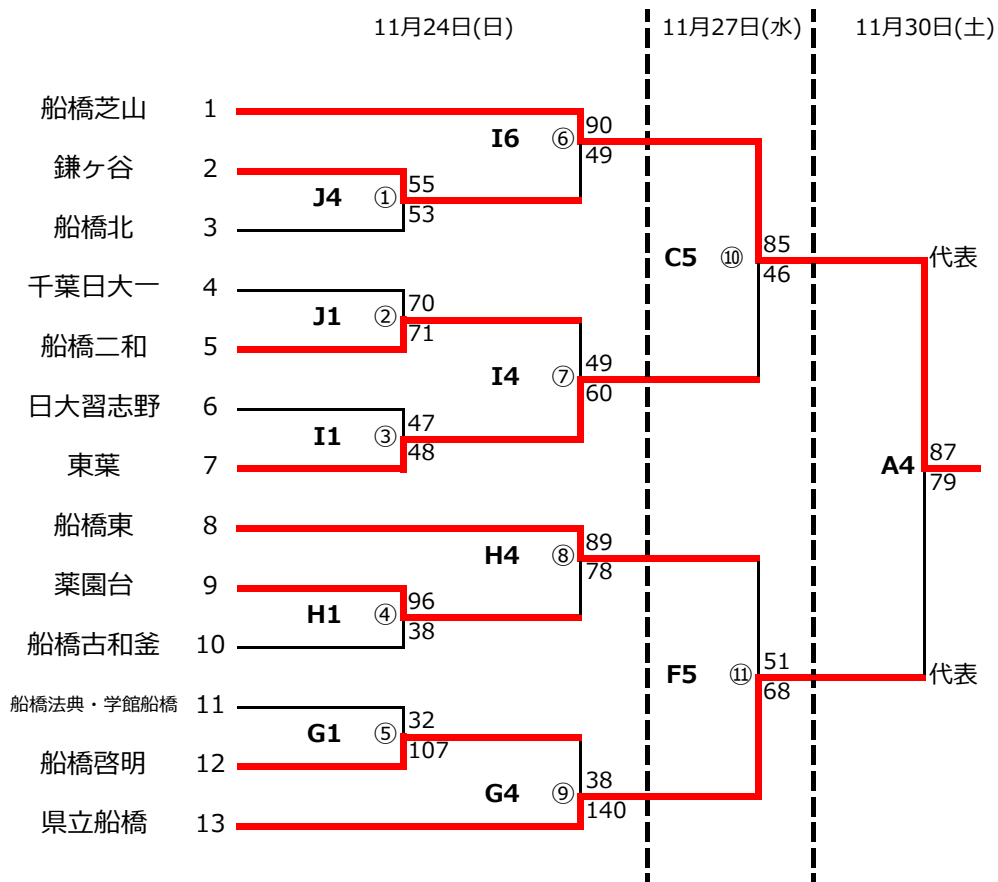 11月24日(日) 11月27日(水) 11月30日(土)
船橋芝山 1
I6 ⑥ 90
49
鎌ヶ谷 2
J4 ① 55
53
船橋北 3
C5 ⑩ 85
46
代表
千葉日大一 4
J1 ② 70
71
船橋二和 5
I4 ⑦ 49
60
日大習志野 6
I1 ③ 47
48
東葉 7
A4 87
79
船橋東 8
H4 ⑧ 89
78
薬園台 9
H1 ④ 96
38
船橋古和釜 10
F5 ⑪ 51
68
代表
船橋法典・学館船橋 11
G1 ⑤ 32
107
船橋啓明 12
G4 ⑨ 38
140
県立船橋 13